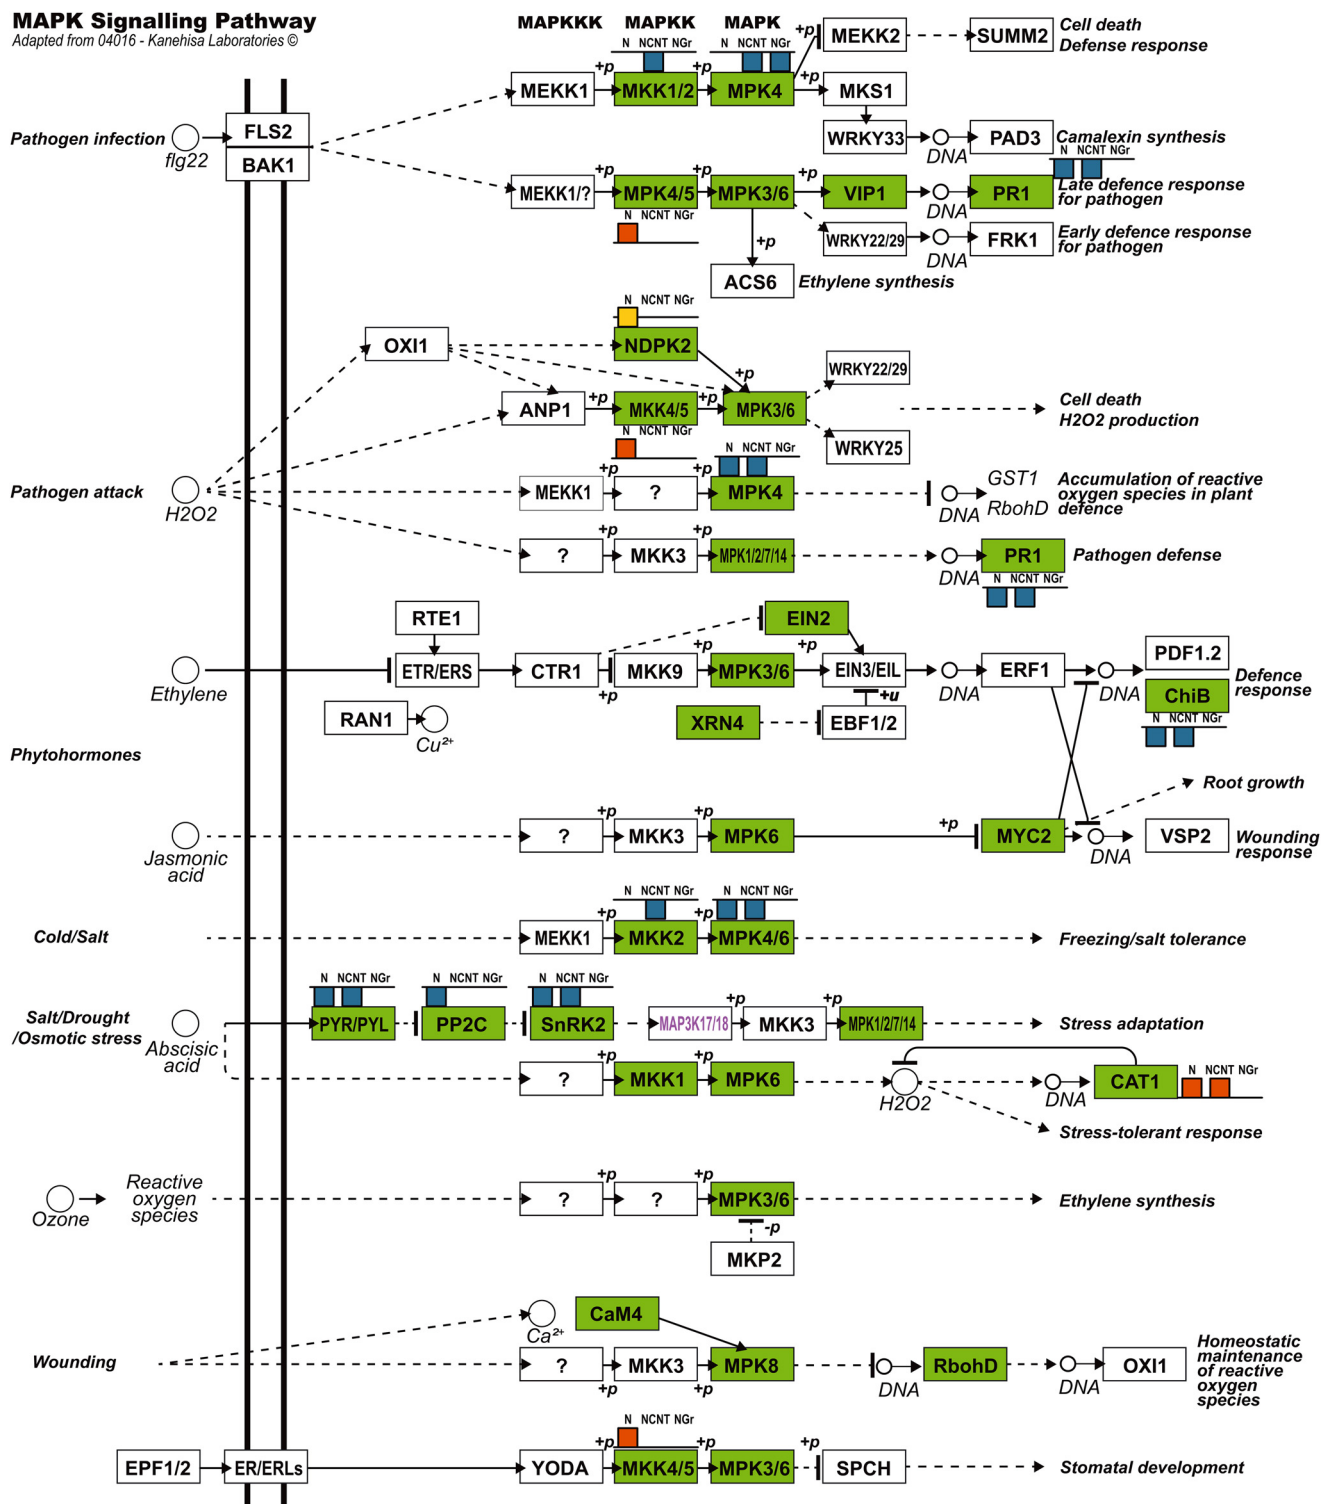 MAPK Signalling Pathway
Adapted from 04016 - Kanehisa Laboratories ©
MAPKKK MAPKK MAPK
N NCNT NGr
N NCNT NGr
+p MEKK2 SUMM2
Cell death
Defense response
MEKK1 +p MKK1/2 +p MPK4 +p MKS1
Pathogen infection
flg22
FLS2
BAK1
WRKY33 DNA PAD3 Camalexin synthesis
N NCNT NGr
MEKK1/? +p MPK4/5 +p MPK3/6 +p VIP1 DNA PR1
Late defence response
for pathogen
N NCNT NGr
+p
WRKY22/29 DNA FRK1
Early defence response
for pathogen
ACS6 Ethylene synthesis
N NCNT NGr
OXI1 NDPK2 +p
WRKY22/29
ANP1 +p MKK4/5 +p MPK3/6
Cell death
H2O2 production
N NCNT NGr
WRKY25
N NCNT NGr
Pathogen attack
H2O2
MEKK1 +p ? +p MPK4 DNA
GST1
RbohD
Accumulation of reactive
oxygen species in plant
defence
? +p MKK3 +p MPK1/2/7/14 DNA PR1 Pathogen defense
N NCNT NGr
RTE1 EIN2
Ethylene
ETR/ERS CTR1 +p MKK9 MPK3/6 +p EIN3/EIL DNA ERF1 DNA PDF1.2
ChiB
Defence
response
N NCNT NGr
RAN1 Cu²⁺ XRN4 EBF1/2 +u
Phytohormones
Root growth
Jasmonic
acid
? +p MKK3 +p MPK6 +p MYC2 DNA VSP2
Wounding
response
N NCNT NGr
N NCNT NGr
Cold/Salt MEKK1 +p MKK2 +p MPK4/6 Freezing/salt tolerance
N NCNT NGr
N NCNT NGr
N NCNT NGr
Salt/Drought
/Osmotic stress
Abscisic
acid
PYR/PYL PP2C SnRK2 MAP3K17/18 +p MKK3 +p MPK1/2/7/14 Stress adaptation
? +p MKK1 +p MPK6 H2O2 DNA CAT1
N NCNT NGr
Stress-tolerant response
Ozone
Reactive
oxygen
species
? +p ? +p MPK3/6 Ethylene synthesis
-p
MKP2
Ca²⁺ CaM4
Wounding ? +p MKK3 +p MPK8 DNA RbohD DNA OXI1
Homeostatic
maintenance
of reactive
oxygen
species
N NCNT NGr
EPF1/2 ER/ERLs YODA +p MKK4/5 +p MPK3/6 +p SPCH Stomatal development